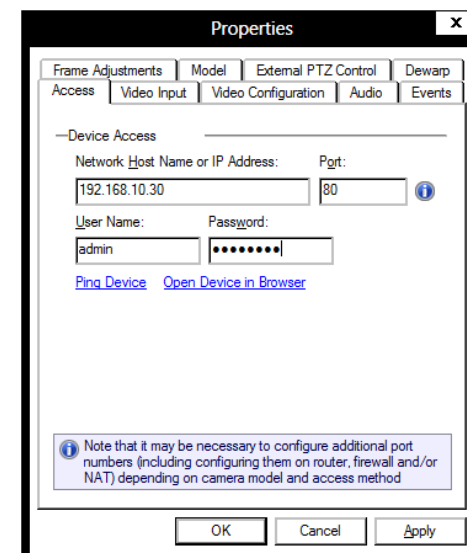 Properties
x
Frame Adjustments Model External PTZ Control Dewarp
Access Video Input Video Configuration Audio Events
Device Access
Network Host Name or IP Address: Port:
192.168.10.30 80
User Name: Password:
admin ●●●●●●●●
Ping Device Open Device in Browser
Note that it may be necessary to configure additional port
numbers (including configuring them on router, firewall and/or
NAT) depending on camera model and access method
OK Cancel Apply